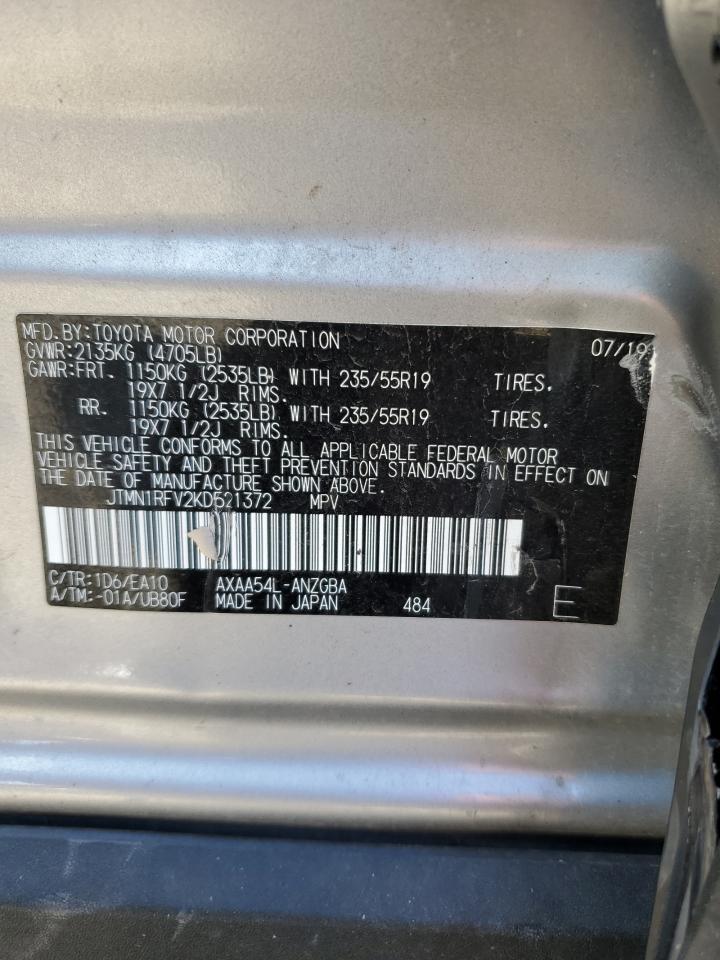 MFD.BY:TOYOTA MOTOR CORPORATION 07/19
GVWR:2135KG (4705LB)
GAWR:FRT. 1150KG (2535LB) WITH 235/55R19 TIRES.
19X7 1/2J RIMS.
RR. 1150KG (2535LB) WITH 235/55R19 TIRES.
19X7 1/2J RIMS.
THIS VEHICLE CONFORMS TO ALL APPLICABLE FEDERAL MOTOR
VEHICLE SAFETY AND THEFT PREVENTION STANDARDS IN EFFECT ON
THE DATE OF MANUFACTURE SHOWN ABOVE.
JTMN1RFV2KD521372 MPV
C/TR:1D6/EA10 AXAA54L-ANZGBA
A/TM:-01A/UB80F MADE IN JAPAN 484 E